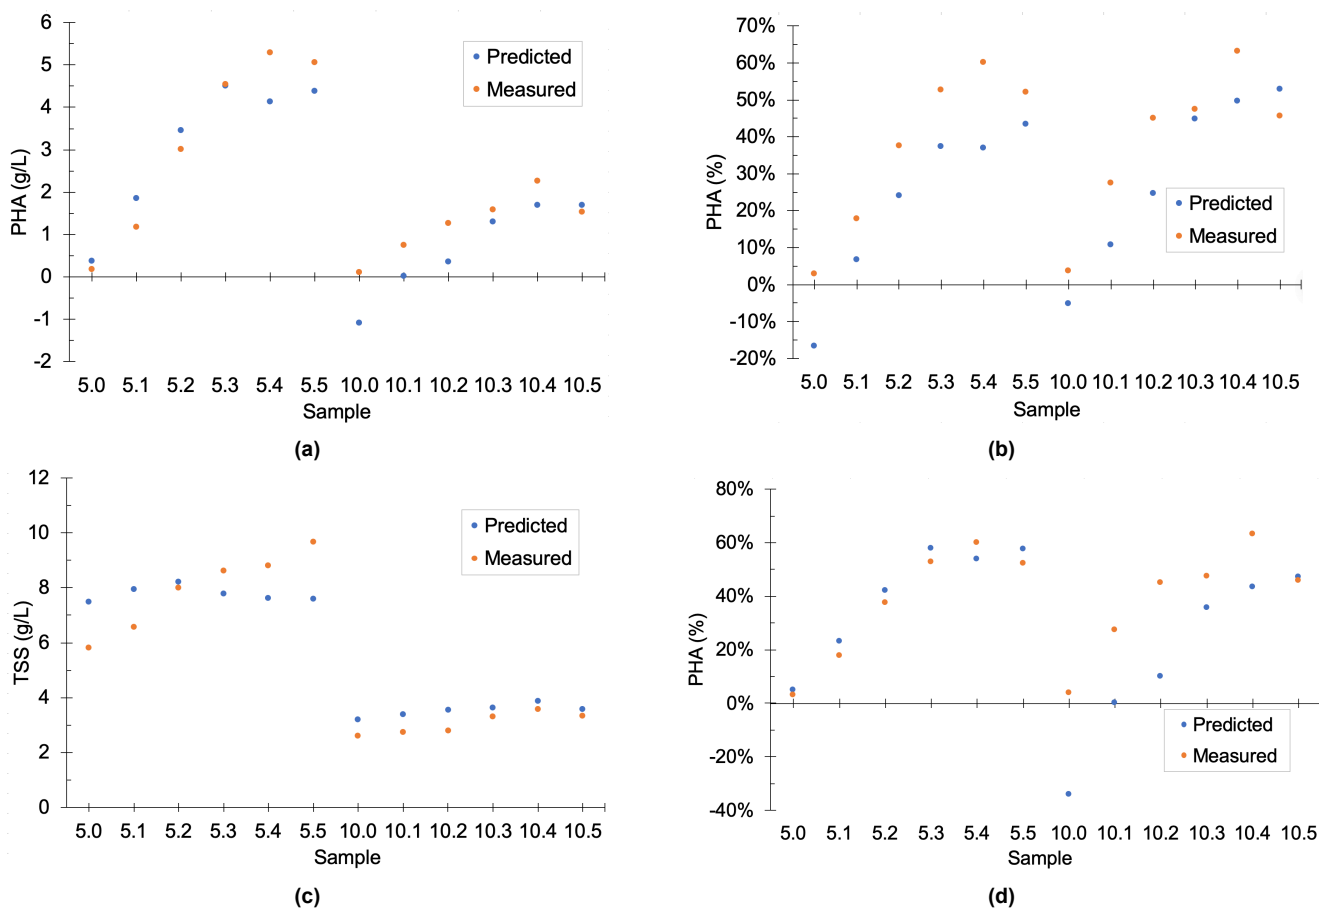 6
5
4
3
2
1
0
-1
-2
PHA (g/L)
Predicted
Measured
5.0 5.1 5.2 5.3 5.4 5.5 10.0 10.1 10.2 10.3 10.4 10.5
Sample
(a)
70%
60%
50%
40%
30%
20%
10%
0%
-10%
-20%
PHA (%)
Predicted
Measured
5.0 5.1 5.2 5.3 5.4 5.5 10.0 10.1 10.2 10.3 10.4 10.5
Sample
(b)
12
10
8
6
4
2
0
TSS (g/L)
Predicted
Measured
5.0 5.1 5.2 5.3 5.4 5.5 10.0 10.1 10.2 10.3 10.4 10.5
Sample
(c)
80%
60%
40%
20%
0%
-20%
-40%
PHA (%)
Predicted
Measured
5.0 5.1 5.2 5.3 5.4 5.5 10.0 10.1 10.2 10.3 10.4 10.5
Sample
(d)